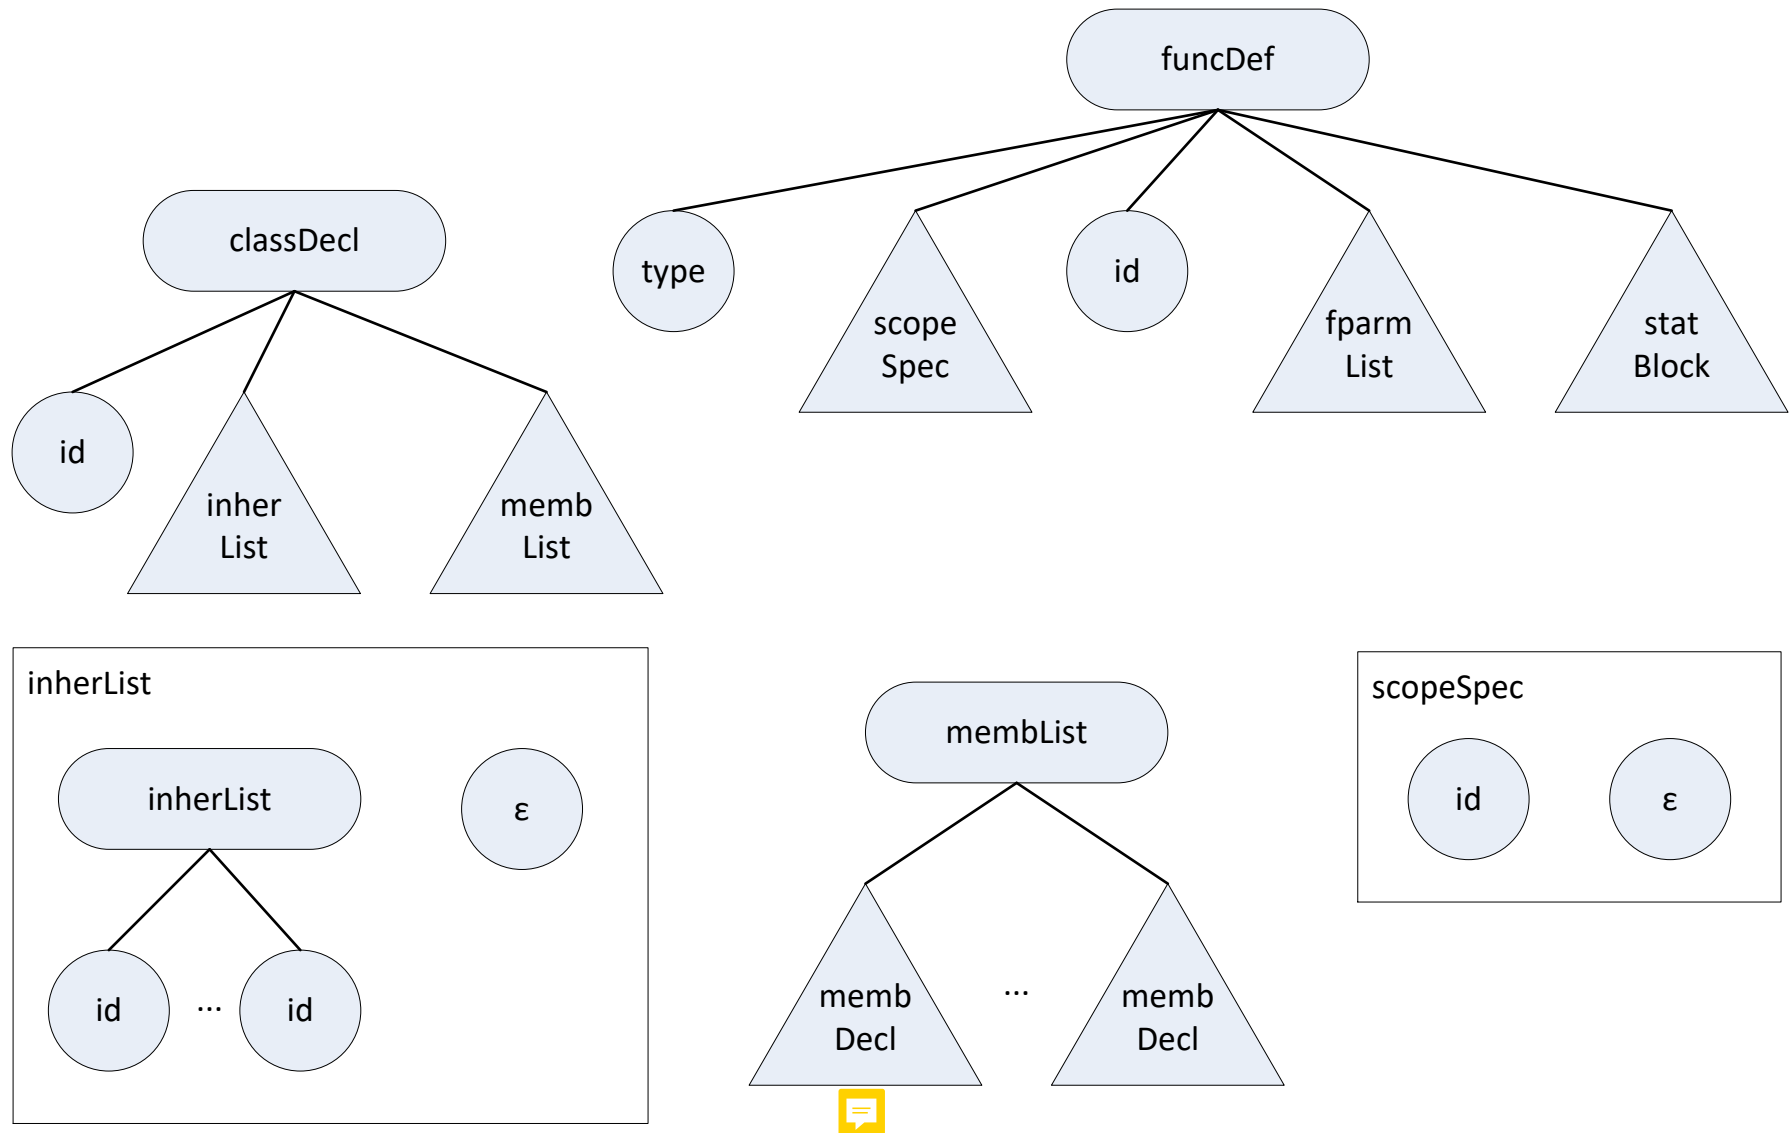 funcDef
classDecl
type
scope
Spec
id
fparm
List
stat
Block
id
inher
List
memb
List
inherList
inherList
ε
id
...
id
membList
memb
Decl
...
memb
Decl
scopeSpec
id
ε